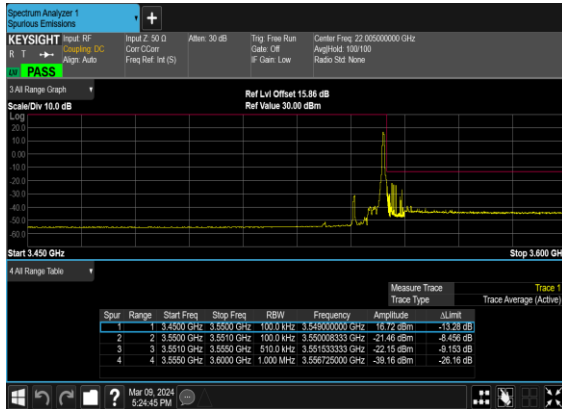 Spectrum Analyzer 1
Spurious Emissions
KEYSIGHT Input: RF Input Z: 50 Ω Atten: 30 dB Trig: Free Run Center Freq: 22.005000000 GHz
R T Coupling: DC Corr CCorr Gate: Off Avg|Hold: 100/100
Align: Auto Freq Ref: Int (S) IF Gain: Low Radio Std: None
PASS
3 All Range Graph Ref Lvl Offset 15.86 dB
Scale/Div 10.0 dB Ref Value 30.00 dBm
Log
20.0
10.0
0.00
-10.0
-20.0
-30.0
-40.0
-50.0
-60.0
Start 3.450 GHz Stop 3.600 GH
4 All Range Table
Measure Trace Trace 1
Trace Type Trace Average (Active)
Spur Range Start Freq Stop Freq RBW Frequency Amplitude ΔLimit
1 1 3.4500 GHz 3.5500 GHz 100.0 kHz 3.549000000 GHz 16.72 dBm -13.28 dB
2 2 3.5500 GHz 3.5510 GHz 100.0 kHz 3.550008333 GHz -21.46 dBm -8.456 dB
3 3 3.5510 GHz 3.5550 GHz 510.0 kHz 3.551533333 GHz -22.15 dBm -9.153 dB
4 4 3.5550 GHz 3.6000 GHz 1.000 MHz 3.556725000 GHz -39.16 dBm -26.16 dB
Mar 09, 2024
5:24:45 PM